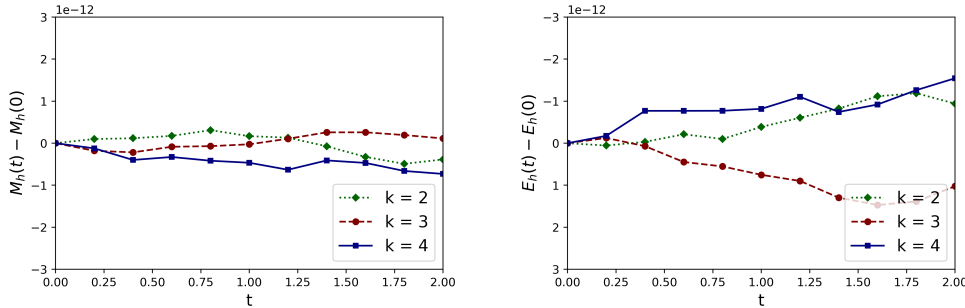 1e−12
3
2
1
0
−1
−2
−3
M_h(t) − M_h(0)
0.00 0.25 0.50 0.75 1.00 1.25 1.50 1.75 2.00
t
k = 2
k = 3
k = 4
1e−12
−3
−2
−1
0
1
2
3
E_h(t) − E_h(0)
0.00 0.25 0.50 0.75 1.00 1.25 1.50 1.75 2.00
t
k = 2
k = 3
k = 4